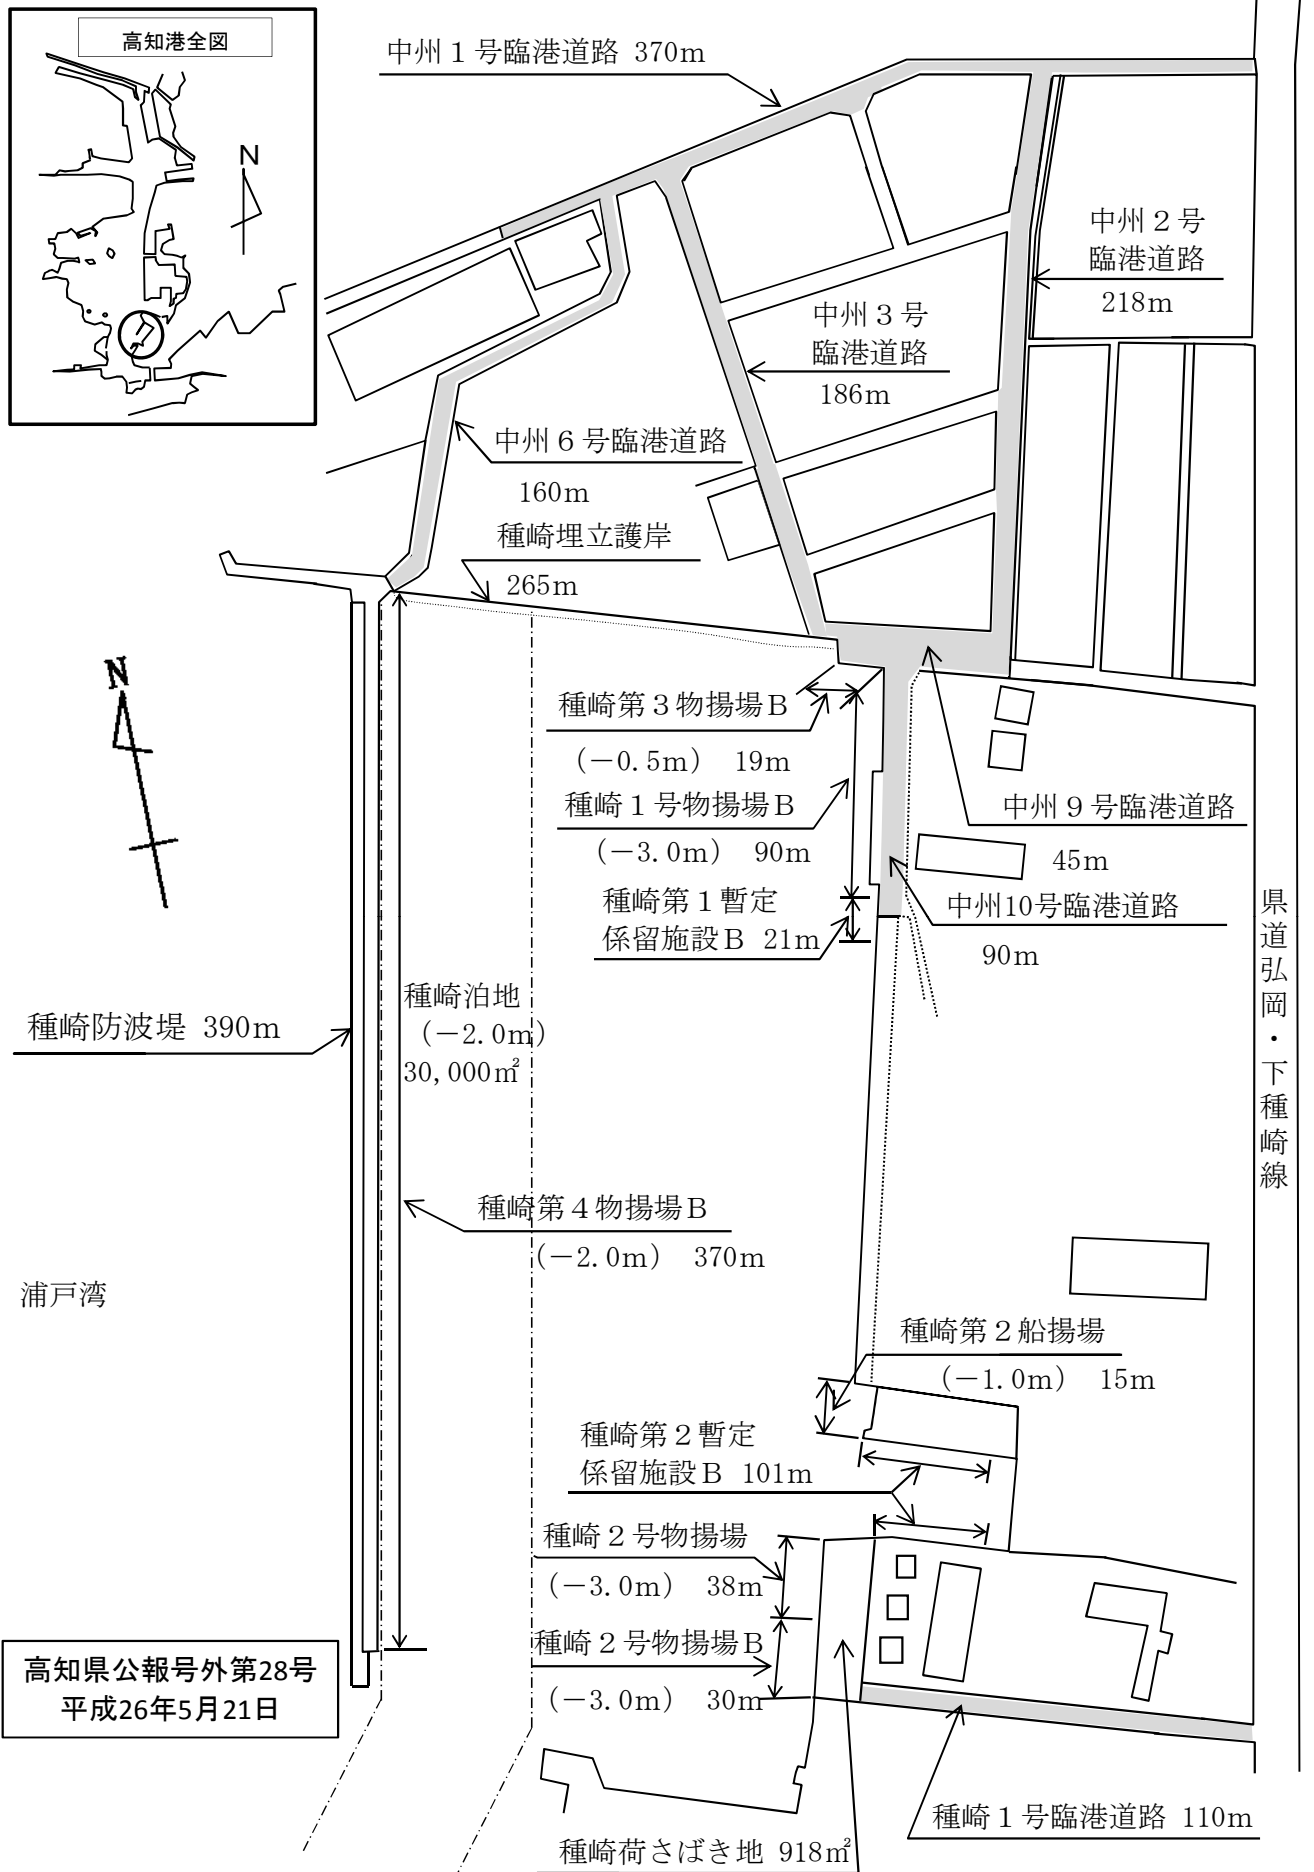 高知港全図
N
中州１号臨港道路 370m
中州２号
臨港道路
218m
中州３号
臨港道路
186m
中州６号臨港道路
160m
種崎埋立護岸
265m
N
種崎第３物揚場Ｂ
（－0.5m） 19m
種崎１号物揚場Ｂ
（－3.0m） 90m
種崎第１暫定
係留施設Ｂ 21m
中州９号臨港道路
45m
中州10号臨港道路
90m
県道弘岡・下種崎線
種崎防波堤 390m
種崎泊地
（－2.0m）
30,000㎡
種崎第４物揚場Ｂ
（－2.0m） 370m
浦戸湾
種崎第２船揚場
（－1.0m） 15m
種崎第２暫定
係留施設Ｂ 101m
種崎２号物揚場
（－3.0m） 38m
種崎２号物揚場Ｂ
（－3.0m） 30m
高知県公報号外第28号
平成26年5月21日
種崎１号臨港道路 110m
種崎荷さばき地 918㎡